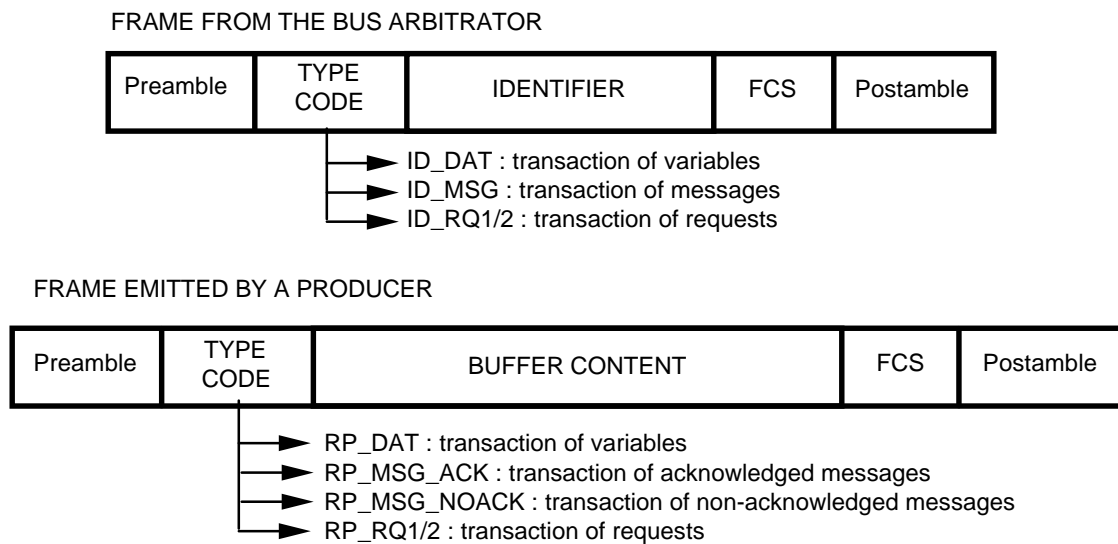 FRAME FROM THE BUS ARBITRATOR
Preamble
TYPE
CODE
IDENTIFIER
FCS
Postamble
ID_DAT : transaction of variables
ID_MSG : transaction of messages
ID_RQ1/2 : transaction of requests
FRAME EMITTED BY A PRODUCER
Preamble
TYPE
CODE
BUFFER CONTENT
FCS
Postamble
RP_DAT : transaction of variables
RP_MSG_ACK : transaction of acknowledged messages
RP_MSG_NOACK : transaction of non-acknowledged messages
RP_RQ1/2 : transaction of requests